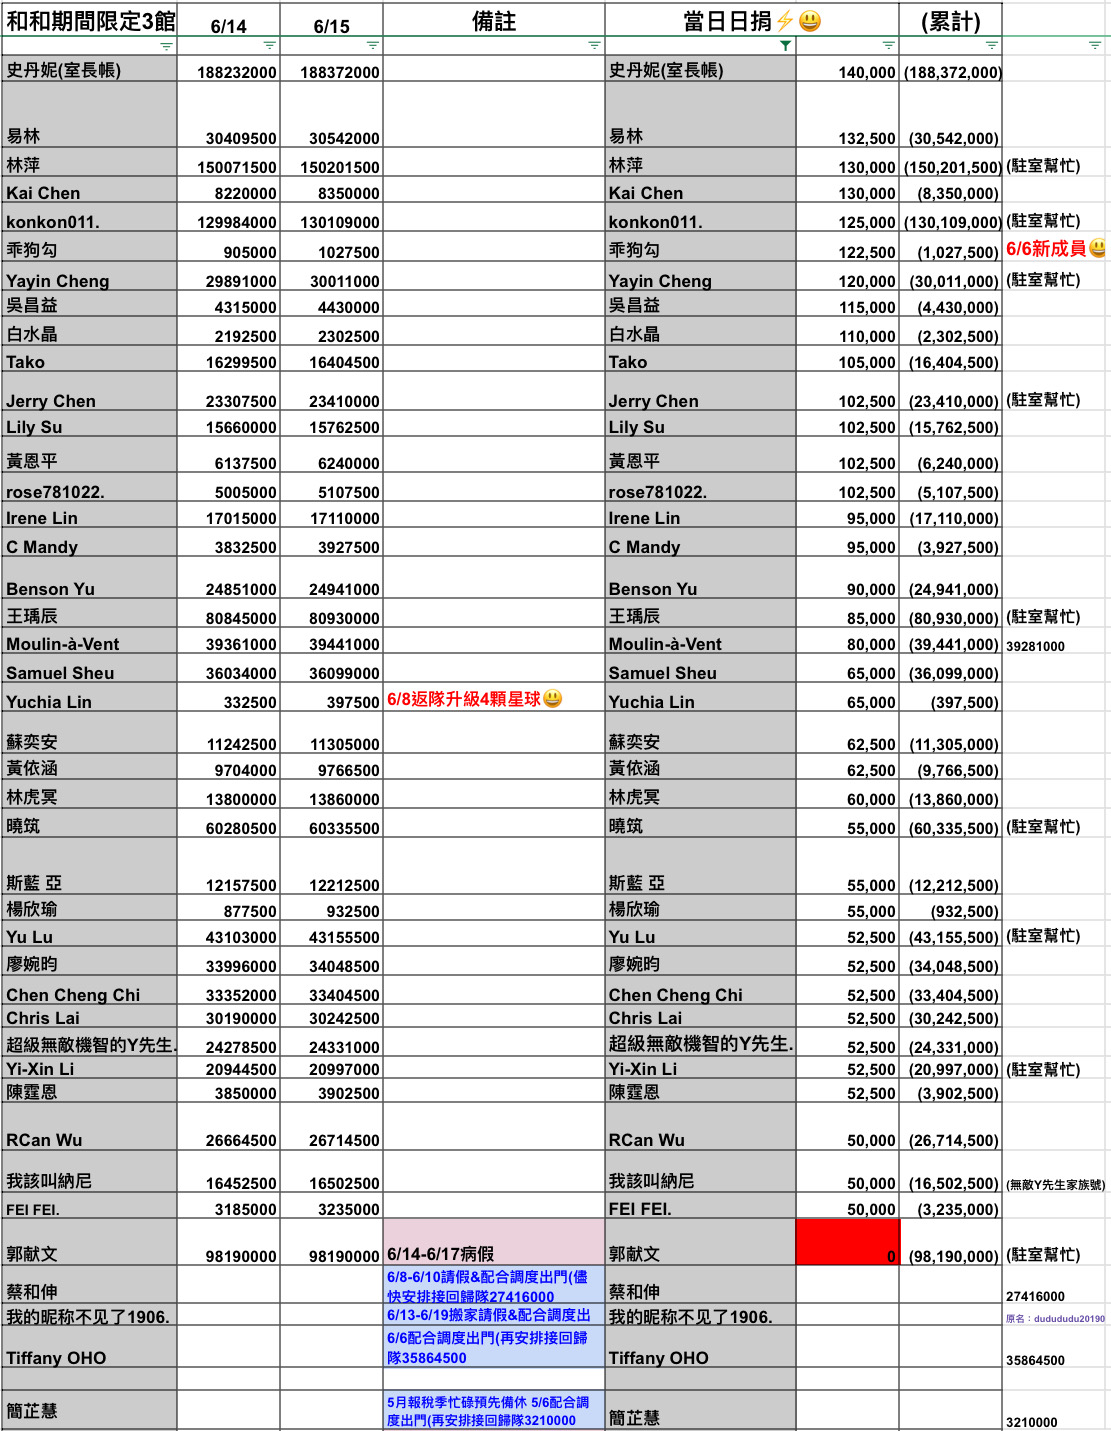 和和期間限定3館 6/14 6/15 備註 當日日捐⚡😃 (累計)
史丹妮(室長帳) 188232000 188372000 史丹妮(室長帳) 140,000 (188,372,000)
易林 30409500 30542000 易林 132,500 (30,542,000)
林萍 150071500 150201500 林萍 130,000 (150,201,500) (駐室幫忙)
Kai Chen 8220000 8350000 Kai Chen 130,000 (8,350,000)
konkon011. 129984000 130109000 konkon011. 125,000 (130,109,000) (駐室幫忙)
乖狗勾 905000 1027500 乖狗勾 122,500 (1,027,500) 6/6新成員😃
Yayin Cheng 29891000 30011000 Yayin Cheng 120,000 (30,011,000) (駐室幫忙)
吳昌益 4315000 4430000 吳昌益 115,000 (4,430,000)
白水晶 2192500 2302500 白水晶 110,000 (2,302,500)
Tako 16299500 16404500 Tako 105,000 (16,404,500)
Jerry Chen 23307500 23410000 Jerry Chen 102,500 (23,410,000) (駐室幫忙)
Lily Su 15660000 15762500 Lily Su 102,500 (15,762,500)
黃恩平 6137500 6240000 黃恩平 102,500 (6,240,000)
rose781022. 5005000 5107500 rose781022. 102,500 (5,107,500)
Irene Lin 17015000 17110000 Irene Lin 95,000 (17,110,000)
C Mandy 3832500 3927500 C Mandy 95,000 (3,927,500)
Benson Yu 24851000 24941000 Benson Yu 90,000 (24,941,000)
王瑀辰 80845000 80930000 王瑀辰 85,000 (80,930,000) (駐室幫忙)
Moulin-à-Vent 39361000 39441000 Moulin-à-Vent 80,000 (39,441,000) 39281000
Samuel Sheu 36034000 36099000 Samuel Sheu 65,000 (36,099,000)
Yuchia Lin 332500 397500 6/8返隊升級4顆星球😃 Yuchia Lin 65,000 (397,500)
蘇奕安 11242500 11305000 蘇奕安 62,500 (11,305,000)
黃依涵 9704000 9766500 黃依涵 62,500 (9,766,500)
林虎冥 13800000 13860000 林虎冥 60,000 (13,860,000)
曉筑 60280500 60335500 曉筑 55,000 (60,335,500) (駐室幫忙)
斯藍 亞 12157500 12212500 斯藍 亞 55,000 (12,212,500)
楊欣瑜 877500 932500 楊欣瑜 55,000 (932,500)
Yu Lu 43103000 43155500 Yu Lu 52,500 (43,155,500) (駐室幫忙)
廖婉昀 33996000 34048500 廖婉昀 52,500 (34,048,500)
Chen Cheng Chi 33352000 33404500 Chen Cheng Chi 52,500 (33,404,500)
Chris Lai 30190000 30242500 Chris Lai 52,500 (30,242,500)
超級無敵機智的Y先生. 24278500 24331000 超級無敵機智的Y先生. 52,500 (24,331,000)
Yi-Xin Li 20944500 20997000 Yi-Xin Li 52,500 (20,997,000) (駐室幫忙)
陳霆恩 3850000 3902500 陳霆恩 52,500 (3,902,500)
RCan Wu 26664500 26714500 RCan Wu 50,000 (26,714,500)
我該叫納尼 16452500 16502500 我該叫納尼 50,000 (16,502,500) (無敵Y先生家族號)
FEI FEI. 3185000 3235000 FEI FEI. 50,000 (3,235,000)
郭献文 98190000 98190000 6/14-6/17病假 郭献文 0 (98,190,000) (駐室幫忙)
6/8-6/10請假&配合調度出門(儘
蔡和伸 快安排接回歸隊27416000 蔡和伸 27416000
我的昵称不见了1906. 6/13-6/19搬家請假&配合調度出 我的昵称不见了1906. 原名：dudududu20190
6/6配合調度出門(再安排接回歸
Tiffany OHO 隊35864500 Tiffany OHO 35864500
5月報稅季忙碌預先備休 5/6配合調
簡芷慧 度出門(再安排接回歸隊3210000 簡芷慧 3210000